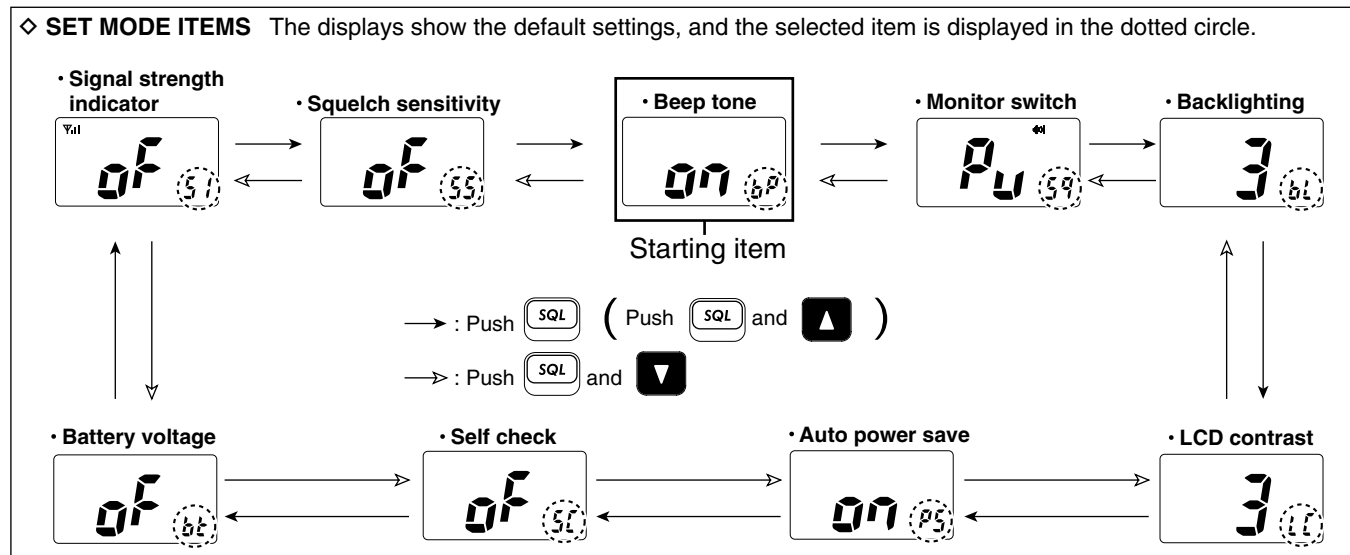 ◇ SET MODE ITEMS The displays show the default settings, and the selected item is displayed in the dotted circle.
· Signal strength indicator
oF SI
· Squelch sensitivity
oF SS
· Beep tone
on bP
Starting item
· Monitor switch
Pu S9
· Backlighting
3 bL
→ : Push SQL ( Push SQL and ▲ )
→ : Push SQL and ▼
· Battery voltage
oF bt
· Self check
oF SC
· Auto power save
on PS
· LCD contrast
3 LC